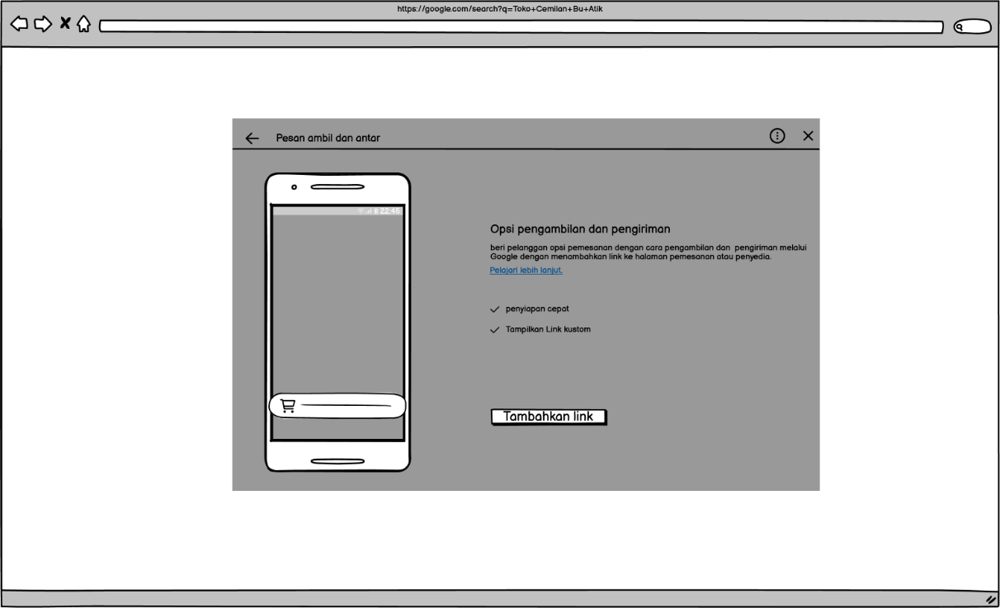 https://google.com/search?q=Toko+Cemilan+Bu+Atik
Pesan ambil dan antar
22:45
Opsi pengambilan dan pengiriman
beri pelanggan opsi pemesanan dengan cara pengambilan dan pengiriman melalui
Google dengan menambahkan link ke halaman pemesanan atau penyedia.
Pelajari lebih lanjut.
penyiapan cepat
Tampilkan Link kustom
Tambahkan link